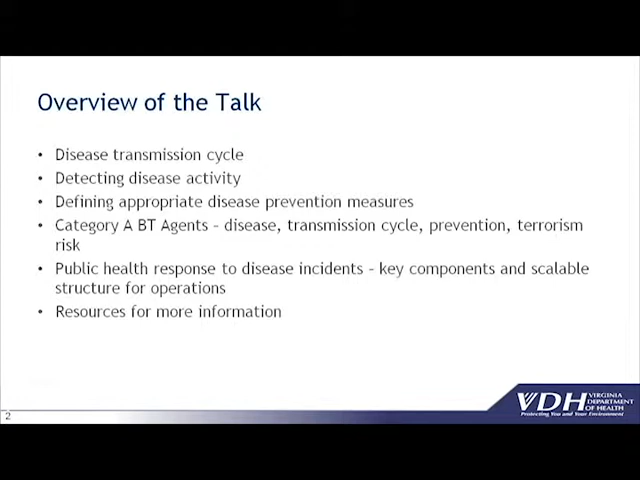 Overview of the Talk
• Disease transmission cycle
• Detecting disease activity
• Defining appropriate disease prevention measures
• Category A BT Agents – disease, transmission cycle, prevention, terrorism
risk
• Public health response to disease incidents – key components and scalable
structure for operations
• Resources for more information
2
VDH VIRGINIA
DEPARTMENT
OF HEALTH
Protecting You and Your Environment